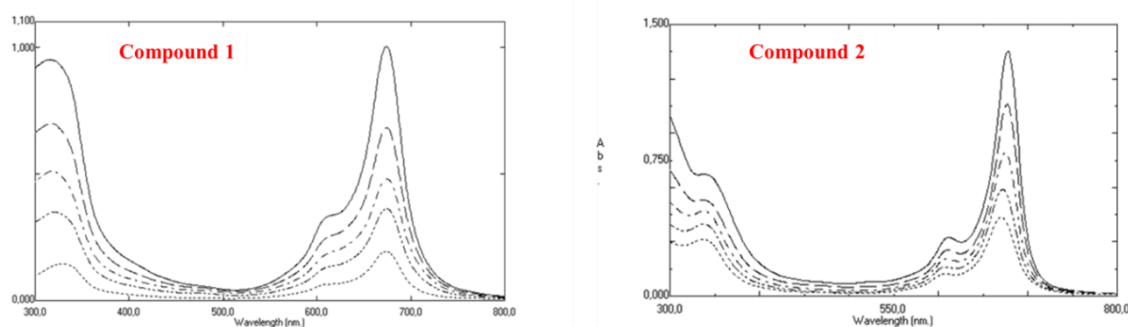 1,100
1,000
Compound 1
0,000
300,0 400,0 500,0 600,0 700,0 800,0
Wavelength (nm.)
1,500
Compound 2
A
b
s
.
0,750
0,000
300,0 550,0 800,0
Wavelength (nm.)